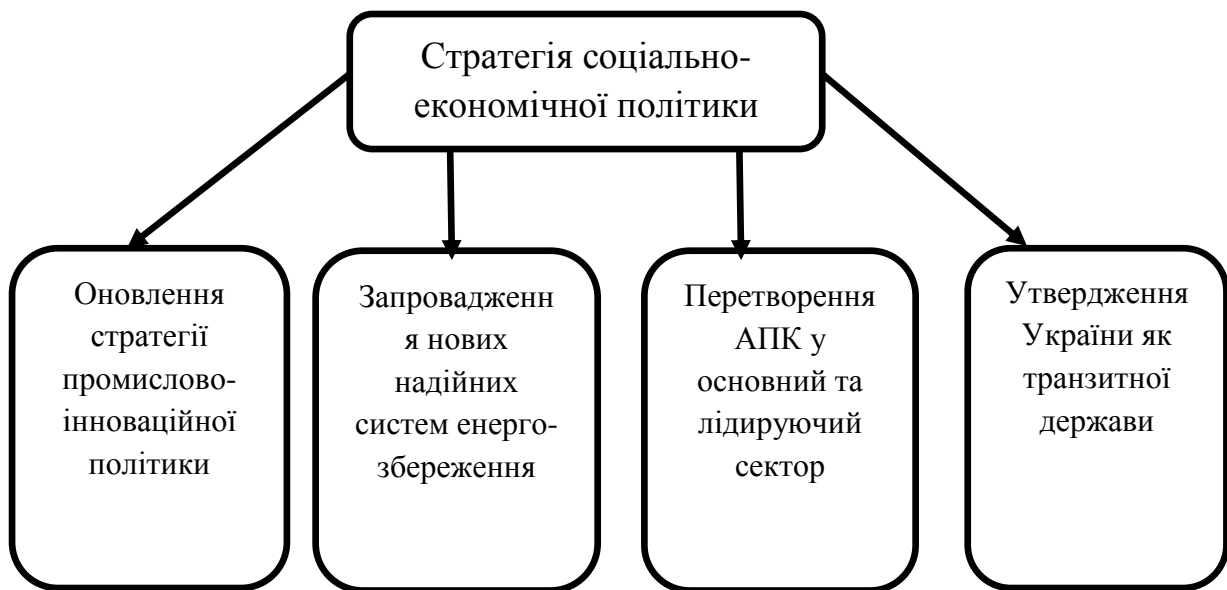 Стратегія соціально-
економічної політики
Оновлення
стратегії
промислово-
інноваційної
політики
Запровадженн
я нових
надійних
систем енерго-
збереження
Перетворення
АПК у
основний та
лідируючий
сектор
Утвердження
України як
транзитної
держави